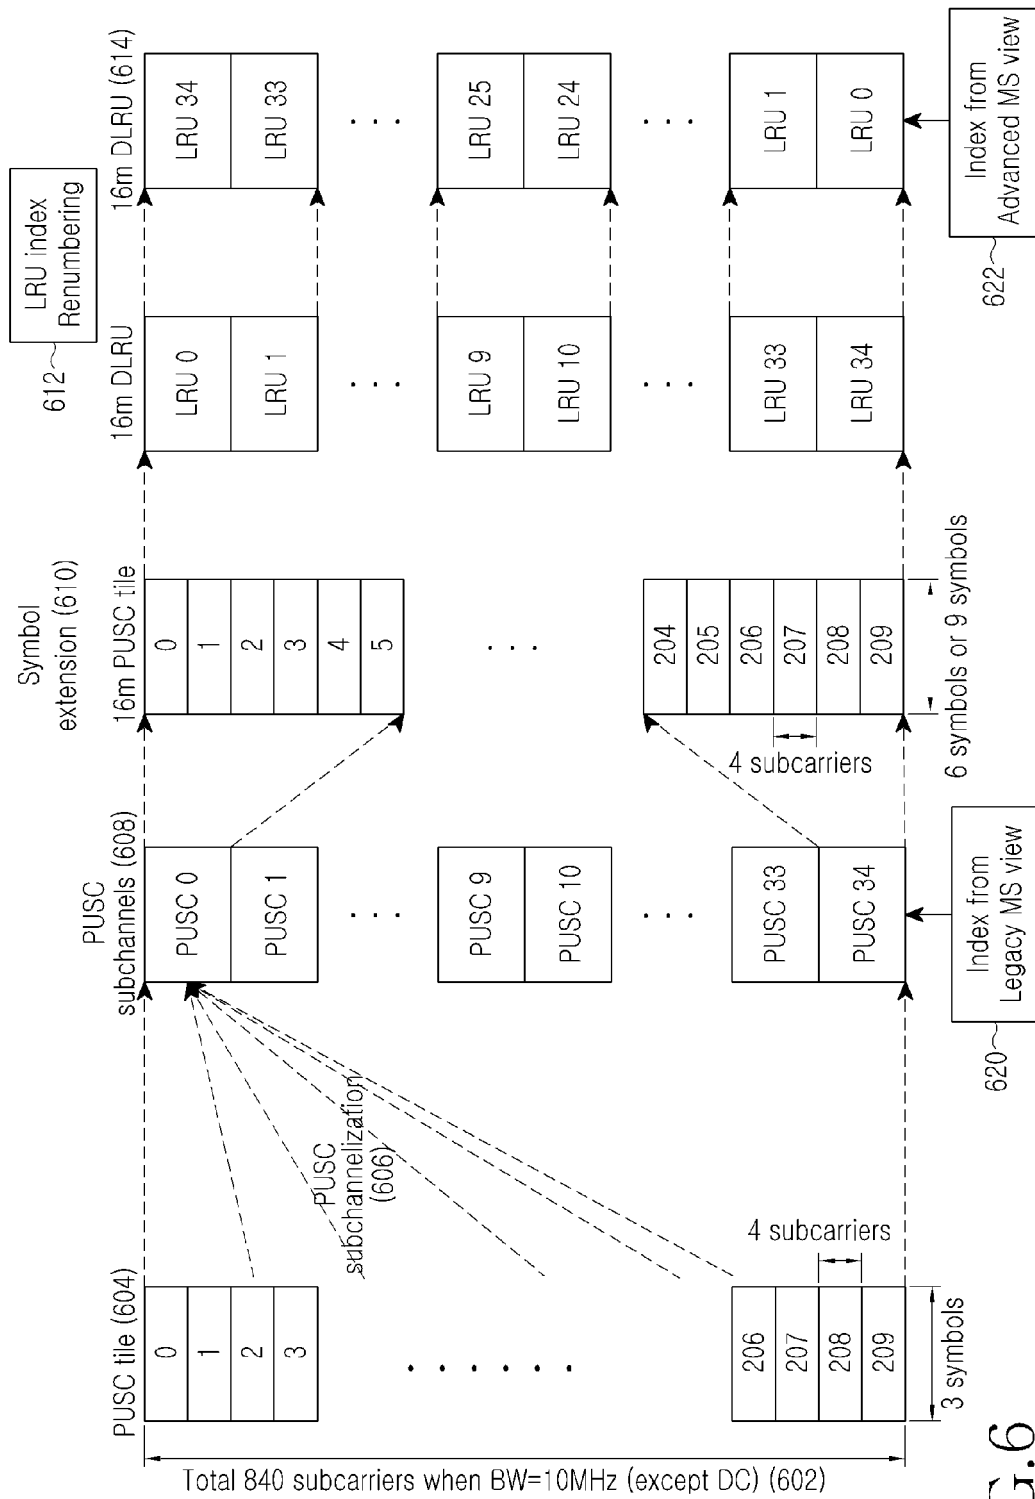 Total 840 subcarriers when BW=10MHz (except DC) (602)
PUSC tile (604)
0
1
2
3
206
207
208
209
4 subcarriers
3 symbols
PUSC
subchannelization
(606)
PUSC
subchannels (608)
PUSC 0
PUSC 1
PUSC 9
PUSC 10
PUSC 33
PUSC 34
Index from
Legacy MS view
620
Symbol
extension (610)
16m PUSC tile
0
1
2
3
4
5
204
205
206
207
208
209
4 subcarriers
6 symbols or 9 symbols
612
LRU index
Renumbering
16m DLRU
LRU 0
LRU 1
LRU 9
LRU 10
LRU 33
LRU 34
16m DLRU (614)
LRU 34
LRU 33
LRU 25
LRU 24
LRU 1
LRU 0
Index from
Advanced MS view
622
G.6